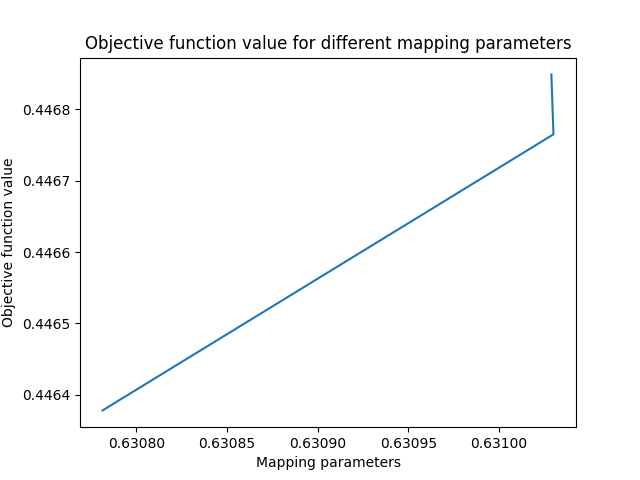 Objective function value for different mapping parameters
Objective function value
0.4468
0.4467
0.4466
0.4465
0.4464
0.63080 0.63085 0.63090 0.63095 0.63100
Mapping parameters